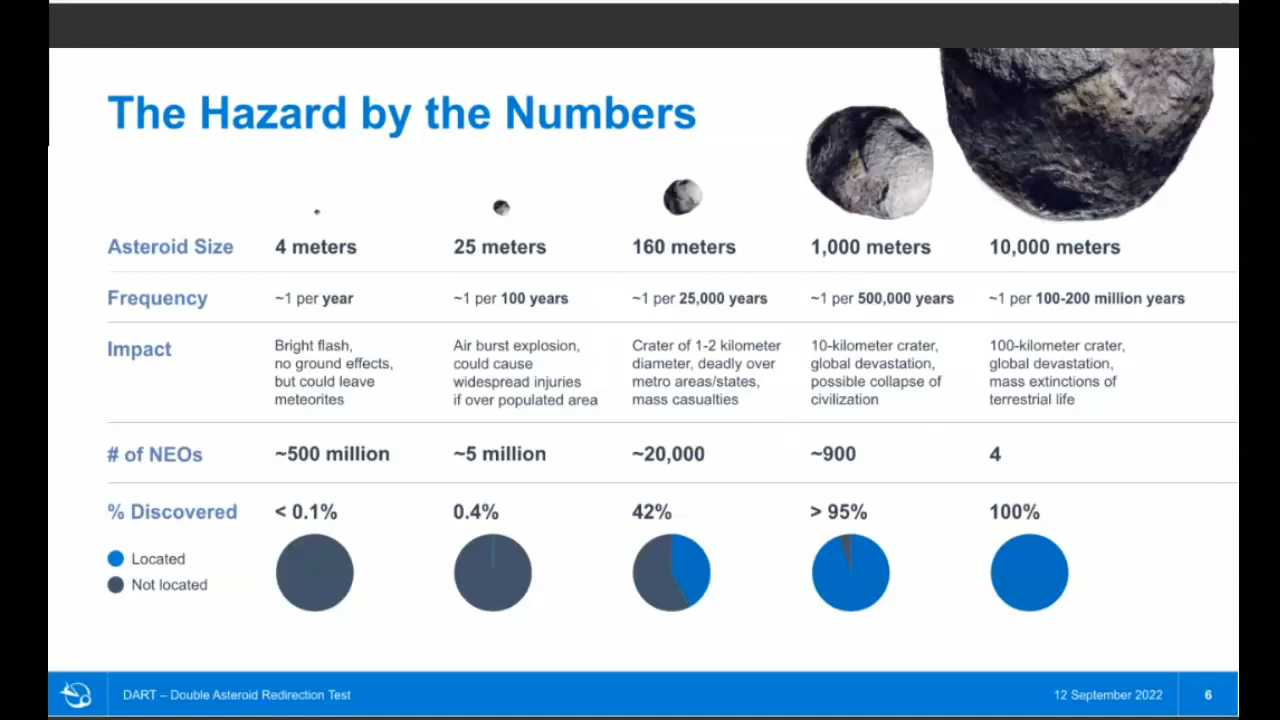 The Hazard by the Numbers
Asteroid Size 4 meters 25 meters 160 meters 1,000 meters 10,000 meters
Frequency ~1 per year ~1 per 100 years ~1 per 25,000 years ~1 per 500,000 years ~1 per 100-200 million years
Impact
Bright flash,
no ground effects,
but could leave
meteorites
Air burst explosion,
could cause
widespread injuries
if over populated area
Crater of 1-2 kilometer
diameter, deadly over
metro areas/states,
mass casualties
10-kilometer crater,
global devastation,
possible collapse of
civilization
100-kilometer crater,
global devastation,
mass extinctions of
terrestrial life
# of NEOs ~500 million ~5 million ~20,000 ~900 4
% Discovered < 0.1% 0.4% 42% > 95% 100%
Located
Not located
DART – Double Asteroid Redirection Test 12 September 2022 6